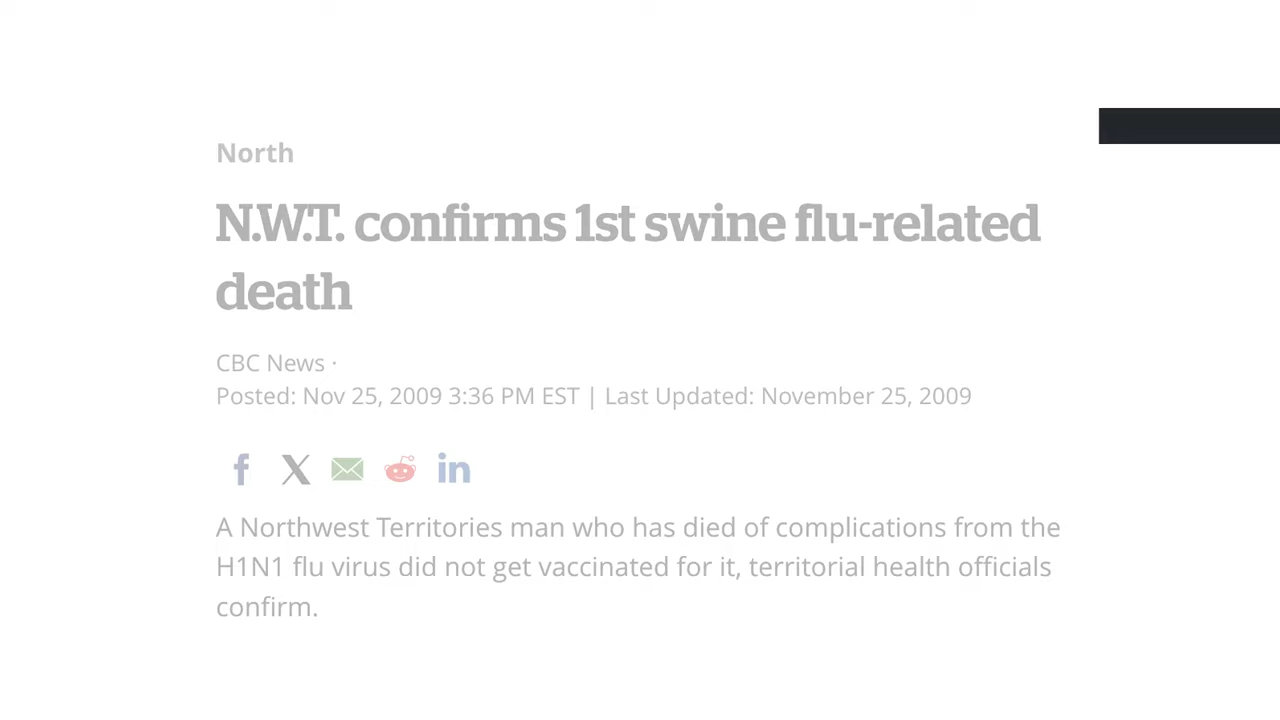 North
N.W.T. confirms 1st swine flu-related
death
CBC News ·
Posted: Nov 25, 2009 3:36 PM EST | Last Updated: November 25, 2009
A Northwest Territories man who has died of complications from the
H1N1 flu virus did not get vaccinated for it, territorial health officials
confirm.